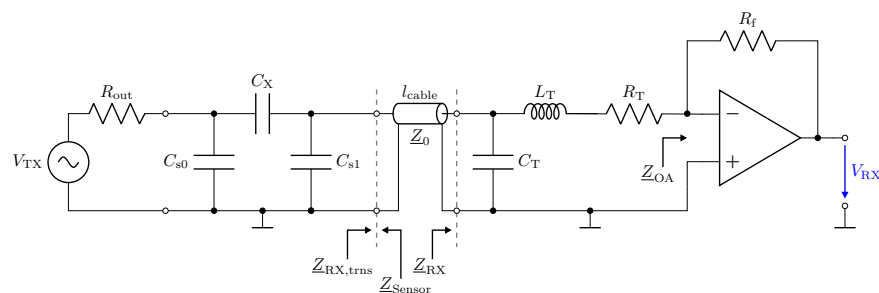 R_f
R_out
C_X
l_cable
L_T
R_T
−
V_TX
C_s0
C_s1
Z_0
C_T
Z_OA
+
V_RX
Z_RX,trns
Z_RX
Z_Sensor